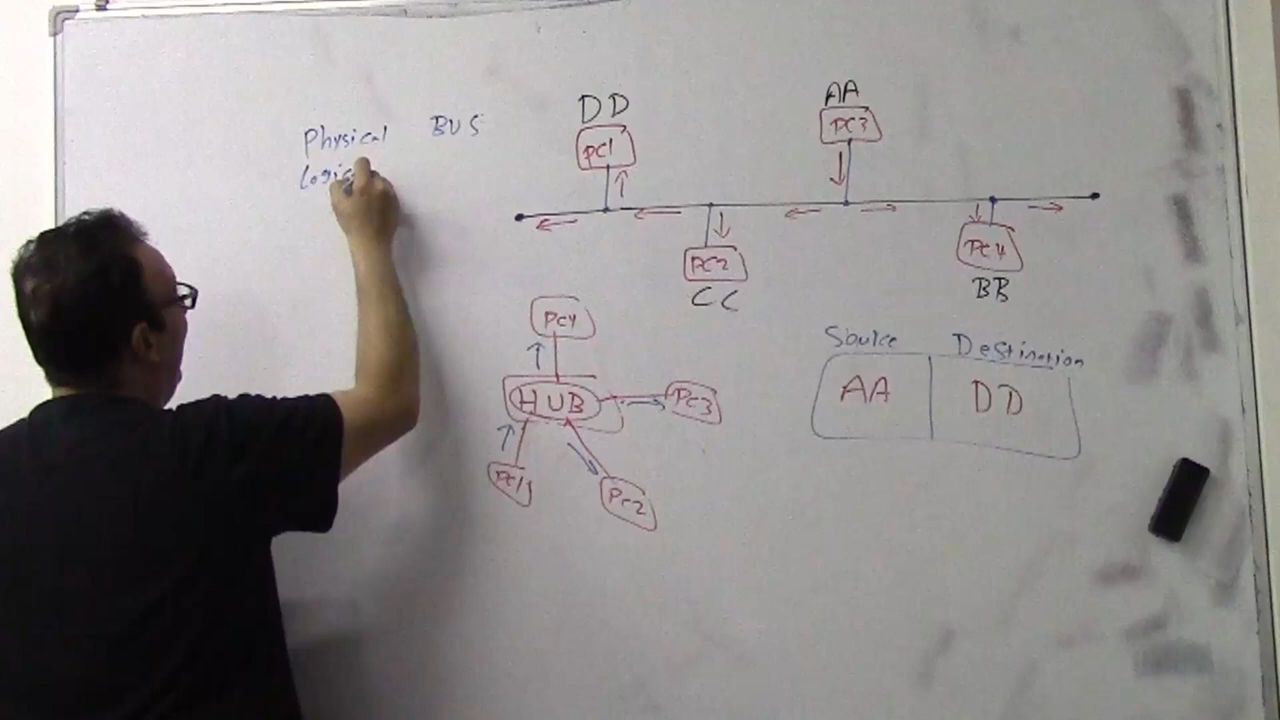 Physical BUS
Logic
DD
PC1
AA
PC3
PC2
CC
PC4
BB
PC4
HUB
PC3
PC1
PC2
Source Destination
AA DD